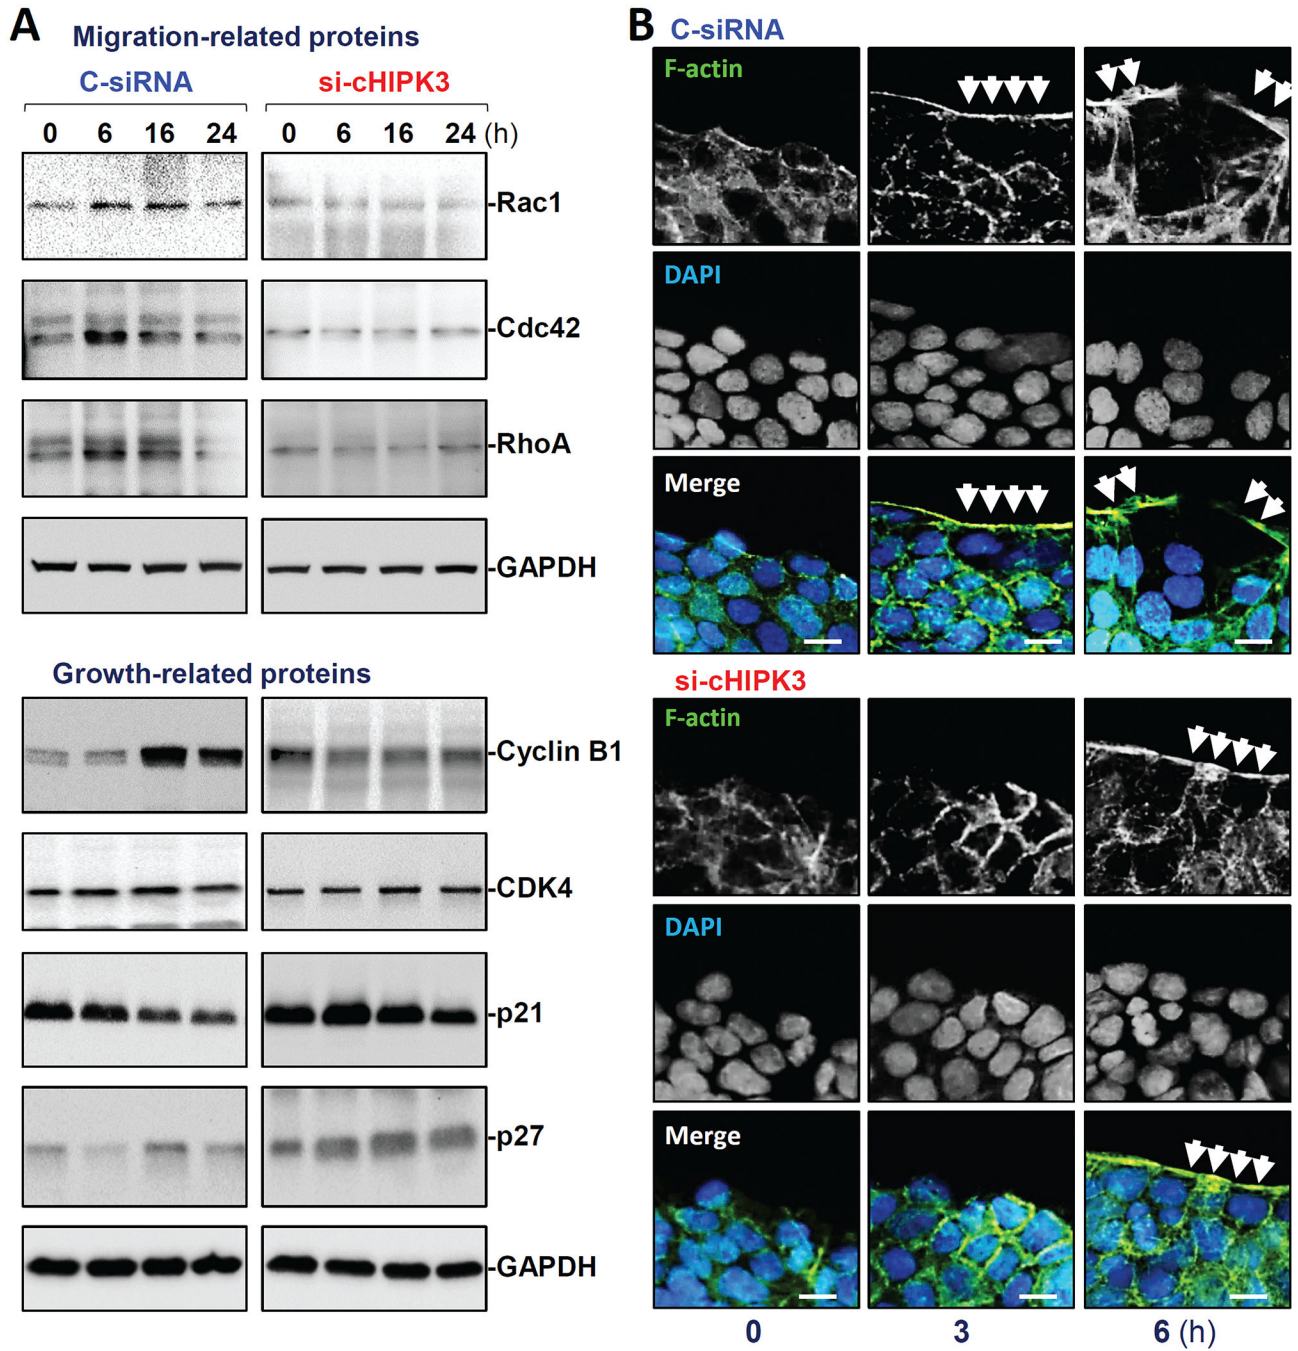 A
Migration-related proteins
C-siRNA
si-cHIPK3
0 6 16 24 0 6 16 24 (h)
-Rac1
-Cdc42
-RhoA
-GAPDH
Growth-related proteins
-Cyclin B1
-CDK4
-p21
-p27
-GAPDH
B
C-siRNA
F-actin
DAPI
Merge
si-cHIPK3
F-actin
DAPI
Merge
0 3 6 (h)